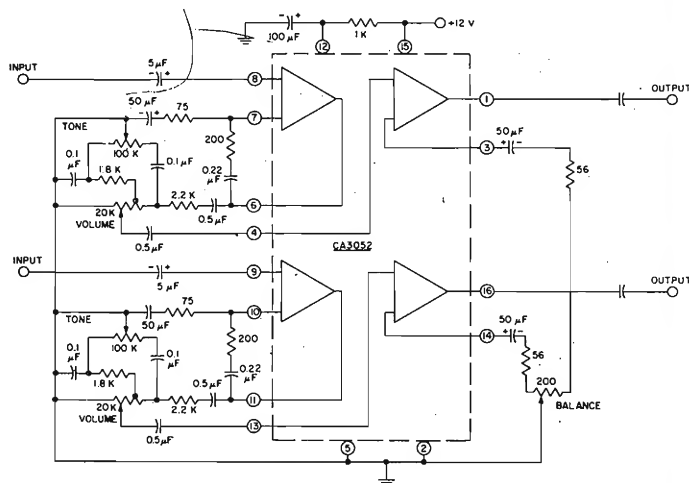 +12 V
- +
100 μF
1K
12
15
INPUT
5 μF
- +
8
1
OUTPUT
50 μF
- +
75
7
TONE
200
3
50 μF
+ -
100 K
0.1 μF
0.1 μF
0.22 μF
56
1.8 K
20K
2.2 K
0.5 μF
6
VOLUME
0.5 μF
4
CA3052
INPUT
- +
5 μF
9
16
OUTPUT
TONE
50 μF
75
10
14
50 μF
+ -
200
100K
0.1 μF
0.1 μF
0.22 μF
56
1.8 K
20K
2.2 K
0.5 μF
11
200
BALANCE
VOLUME
0.5 μF
13
5
2